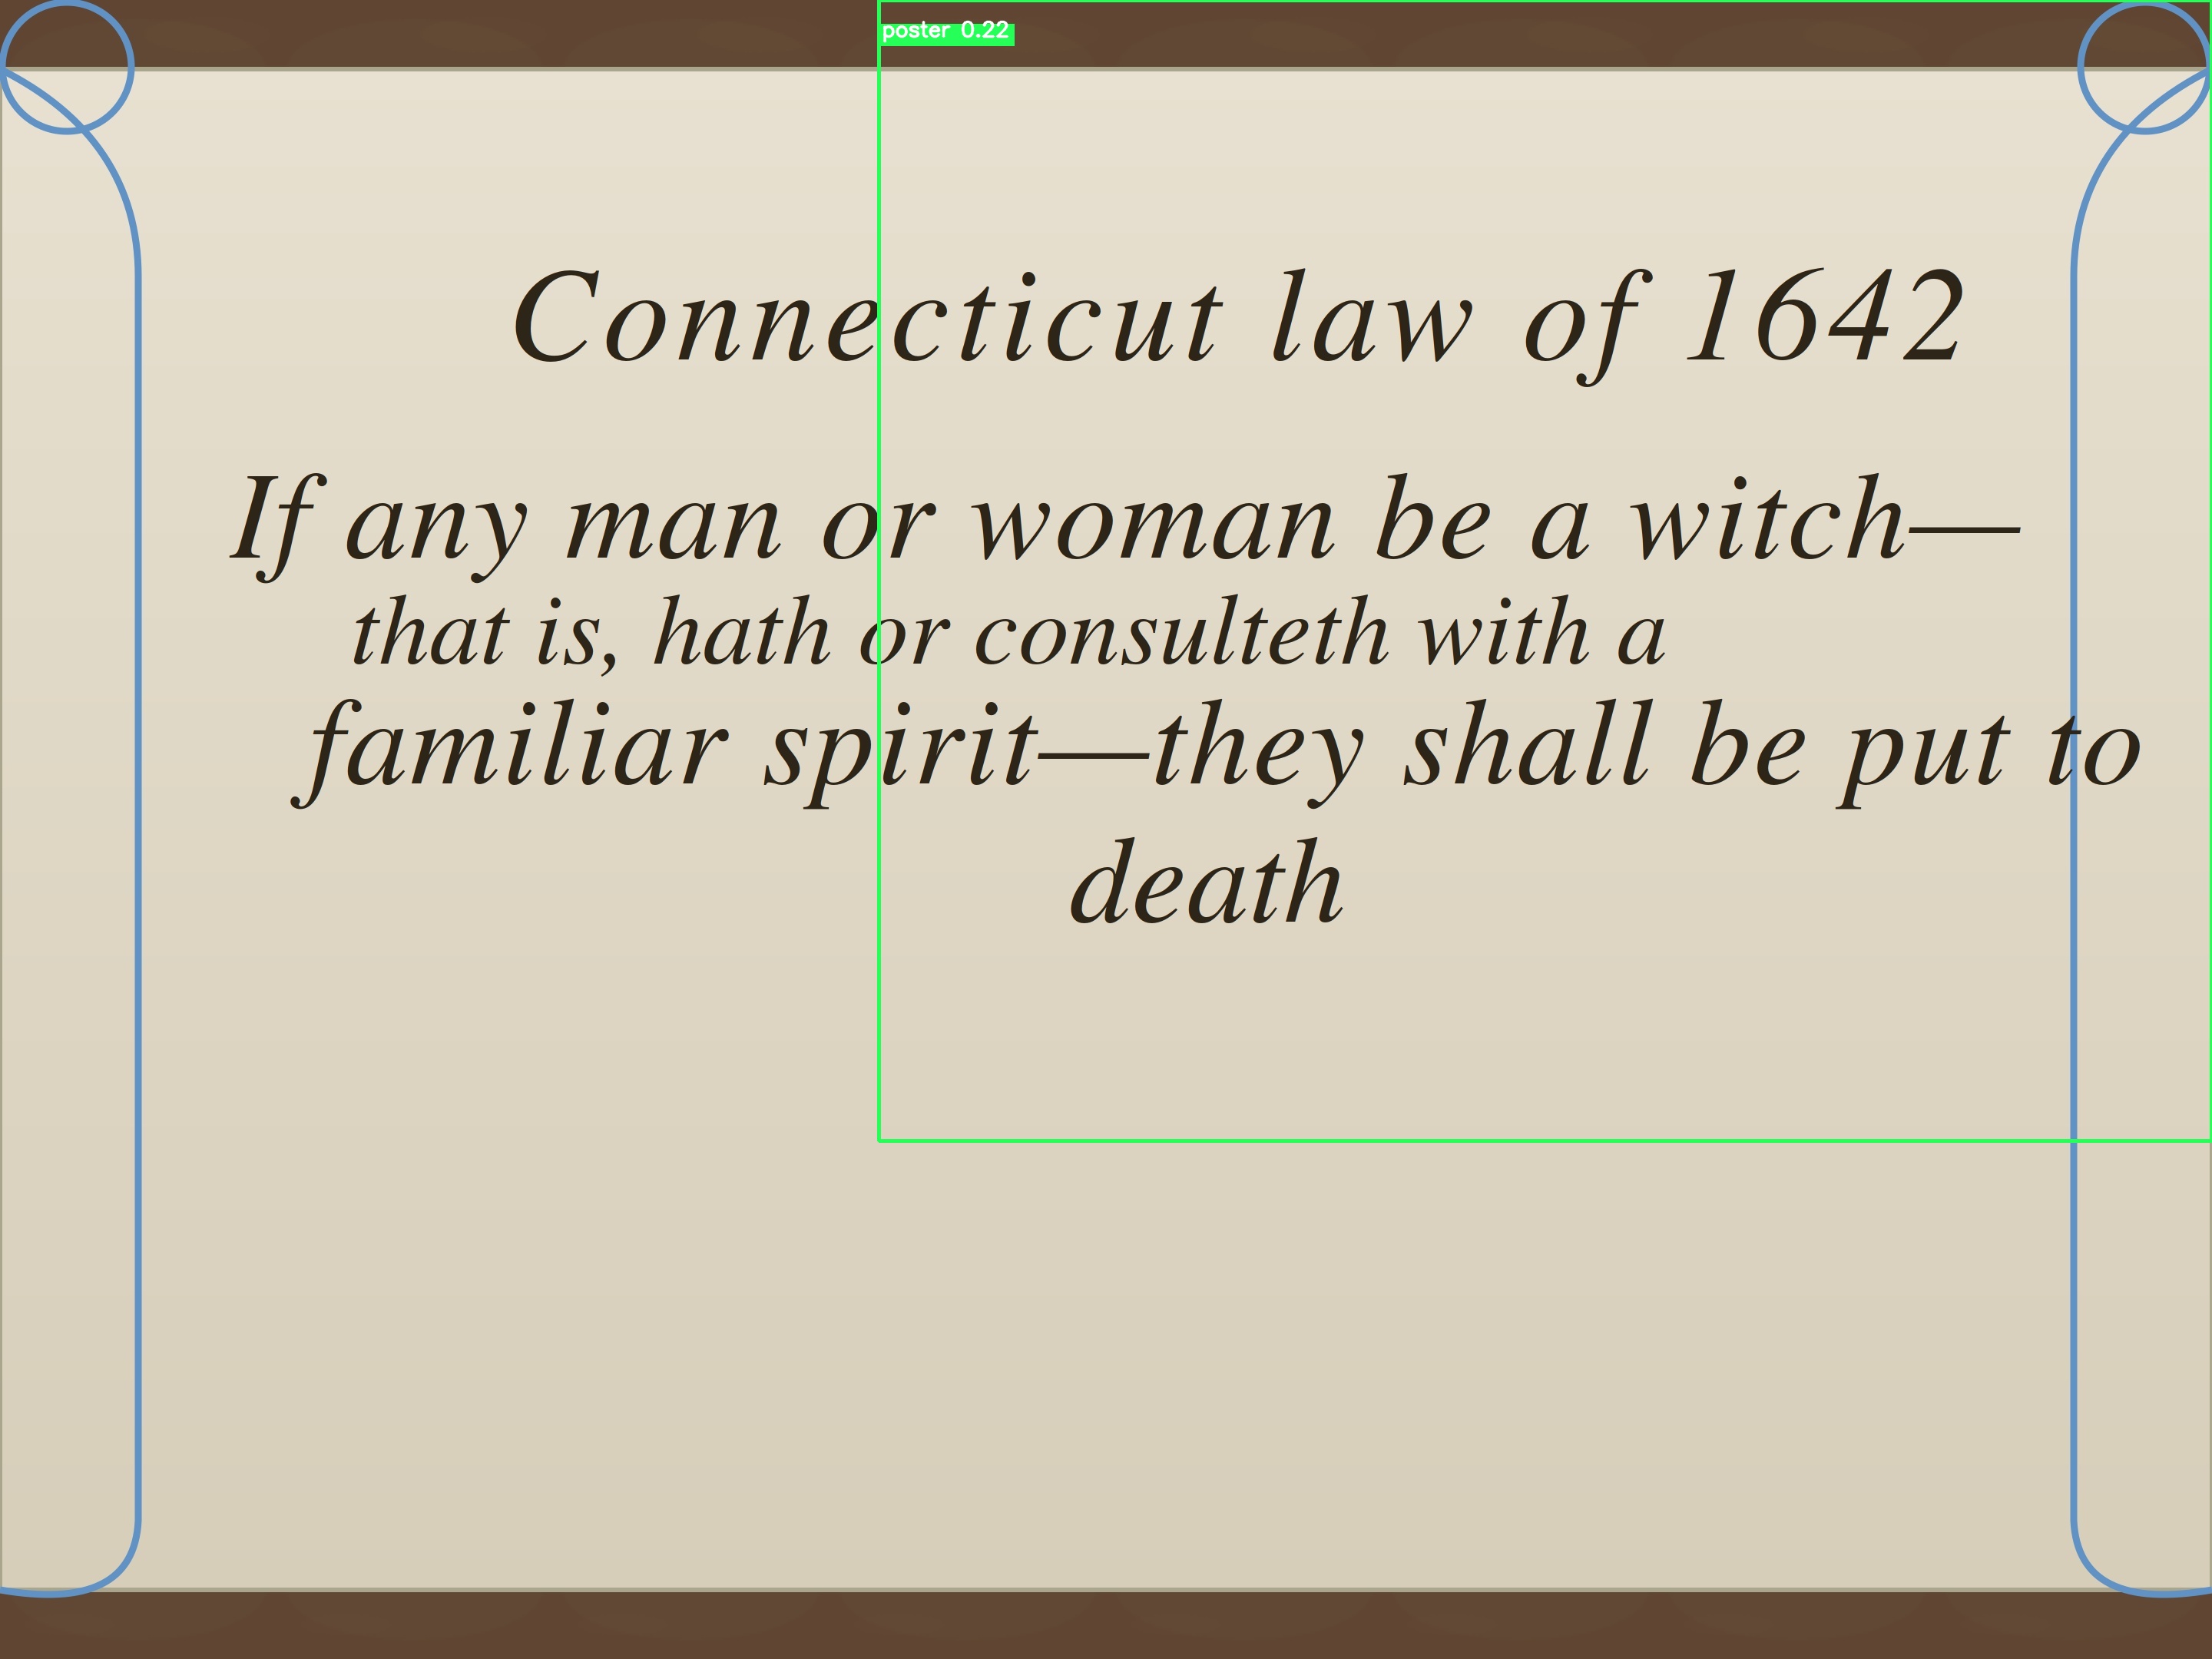 poster 0.22
Connecticut law of 1642
If any man or woman be a witch—
that is, hath or consulteth with a
familiar spirit—they shall be put to
death